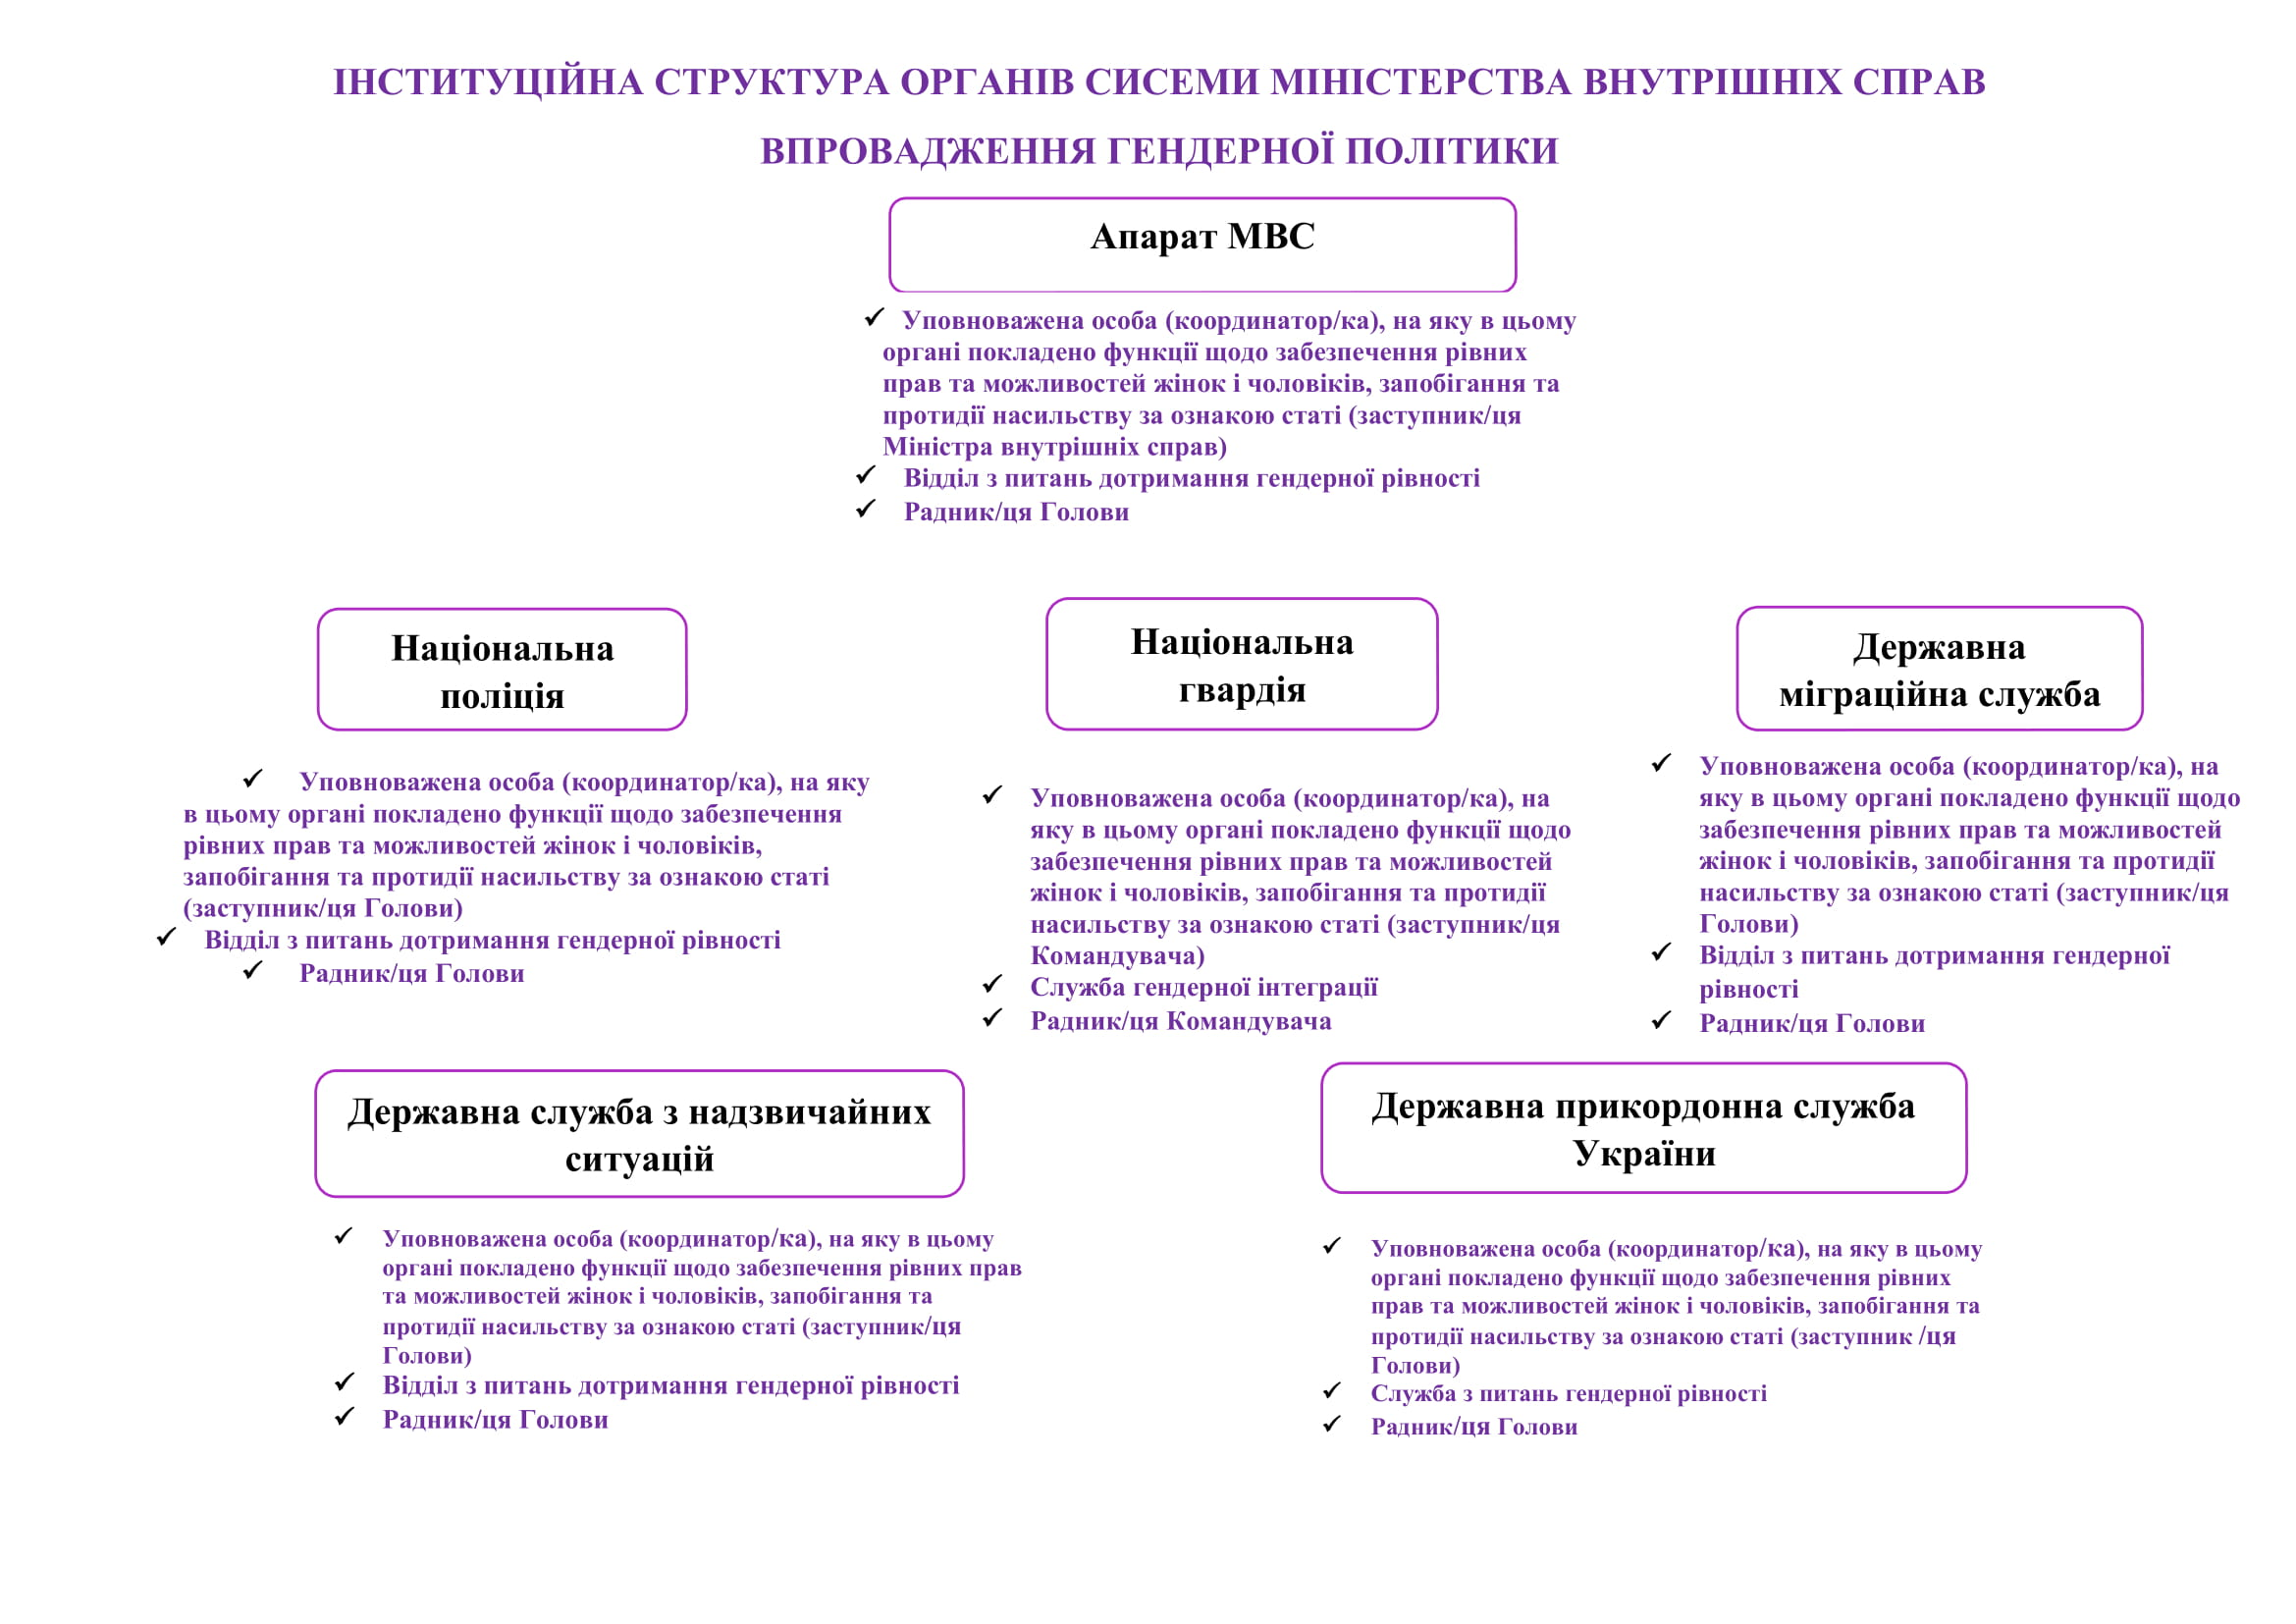 ІНСТИТУЦІЙНА СТРУКТУРА ОРГАНІВ СИСЕМИ МІНІСТЕРСТВА ВНУТРІШНІХ СПРАВ
ВПРОВАДЖЕННЯ ГЕНДЕРНОЇ ПОЛІТИКИ
Апарат МВС
✓ Уповноважена особа (координатор/ка), на яку в цьому
органі покладено функції щодо забезпечення рівних
прав та можливостей жінок і чоловіків, запобігання та
протидії насильству за ознакою статі (заступник/ця
Міністра внутрішніх справ)
✓ Відділ з питань дотримання гендерної рівності
✓ Радник/ця Голови
Національна
поліція
✓ Уповноважена особа (координатор/ка), на яку
в цьому органі покладено функції щодо забезпечення
рівних прав та можливостей жінок і чоловіків,
запобігання та протидії насильству за ознакою статі
(заступник/ця Голови)
✓ Відділ з питань дотримання гендерної рівності
✓ Радник/ця Голови
Національна
гвардія
✓ Уповноважена особа (координатор/ка), на
яку в цьому органі покладено функції щодо
забезпечення рівних прав та можливостей
жінок і чоловіків, запобігання та протидії
насильству за ознакою статі (заступник/ця
Командувача)
✓ Служба гендерної інтеграції
✓ Радник/ця Командувача
Державна
міграційна служба
✓ Уповноважена особа (координатор/ка), на
яку в цьому органі покладено функції щодо
забезпечення рівних прав та можливостей
жінок і чоловіків, запобігання та протидії
насильству за ознакою статі (заступник/ця
Голови)
✓ Відділ з питань дотримання гендерної
рівності
✓ Радник/ця Голови
Державна служба з надзвичайних
ситуацій
✓ Уповноважена особа (координатор/ка), на яку в цьому
органі покладено функції щодо забезпечення рівних прав
та можливостей жінок і чоловіків, запобігання та
протидії насильству за ознакою статі (заступник/ця
Голови)
✓ Відділ з питань дотримання гендерної рівності
✓ Радник/ця Голови
Державна прикордонна служба
України
✓ Уповноважена особа (координатор/ка), на яку в цьому
органі покладено функції щодо забезпечення рівних
прав та можливостей жінок і чоловіків, запобігання та
протидії насильству за ознакою статі (заступник /ця
Голови)
✓ Служба з питань гендерної рівності
✓ Радник/ця Голови